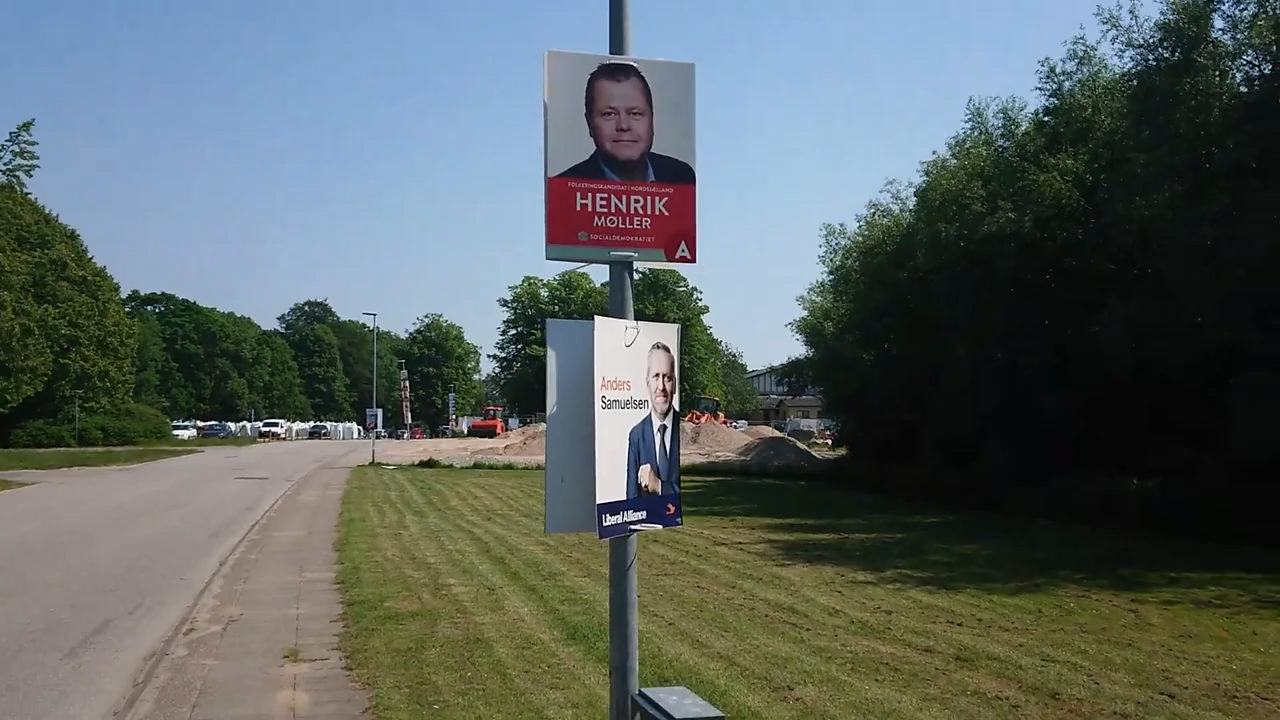 FOLKETINGSKANDIDAT I NORDSJÆLLAND
HENRIK
MØLLER
SOCIALDEMOKRATIET
A
Anders
Samuelsen
Liberal Alliance